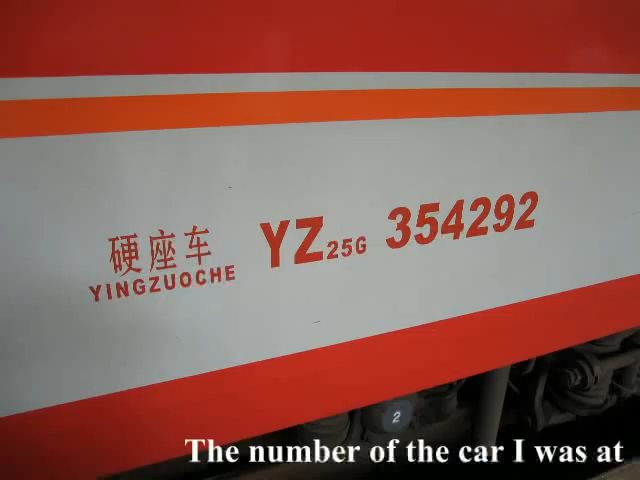 硬座车 YZ25G 354292
YINGZUOCHE
2
The number of the car I was at